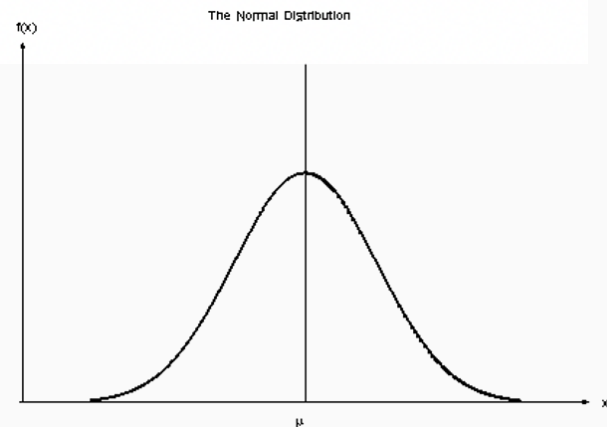 The Normal Distribution
f(x)
x
μ